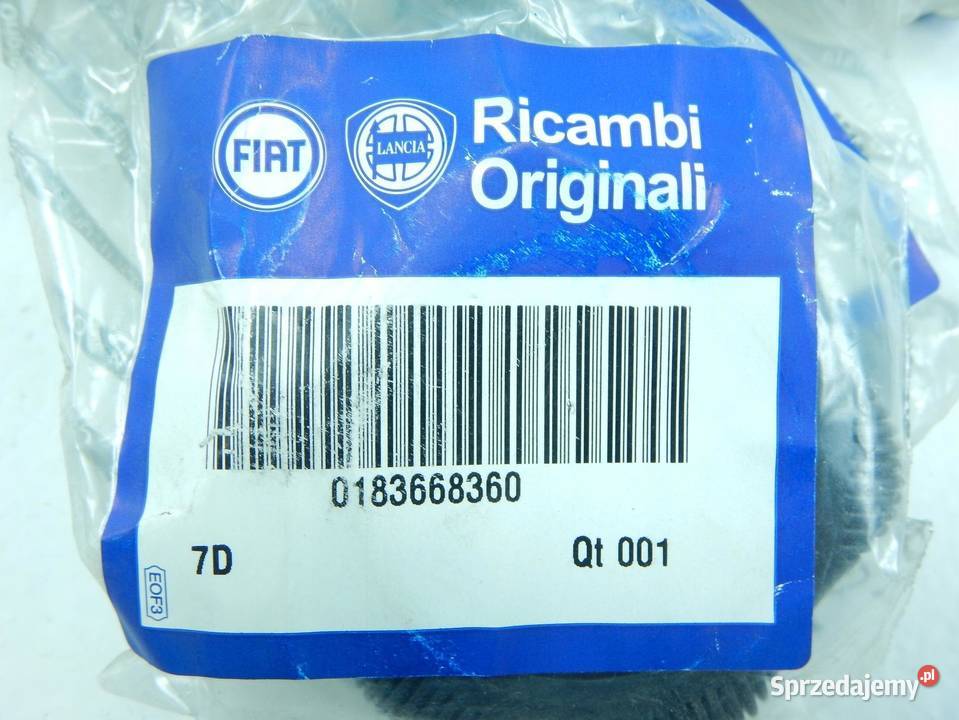 FIAT
LANCIA
Ricambi
Originali
0183668360
7D
Qt 001
EOF3
Sprzedajemy.pl